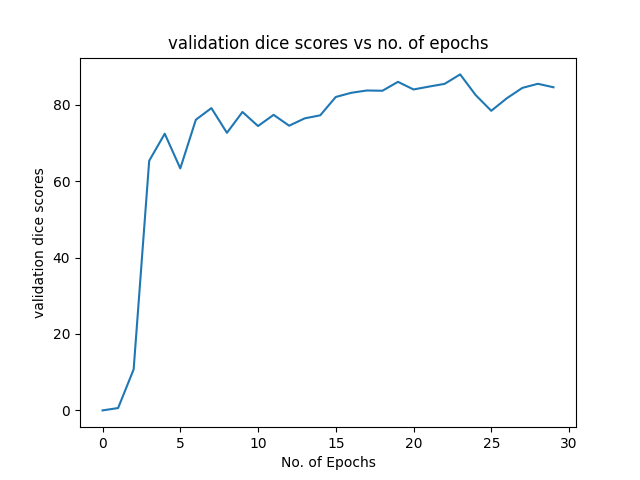 validation dice scores vs no. of epochs
validation dice scores
80
60
40
20
0
0 5 10 15 20 25 30
No. of Epochs